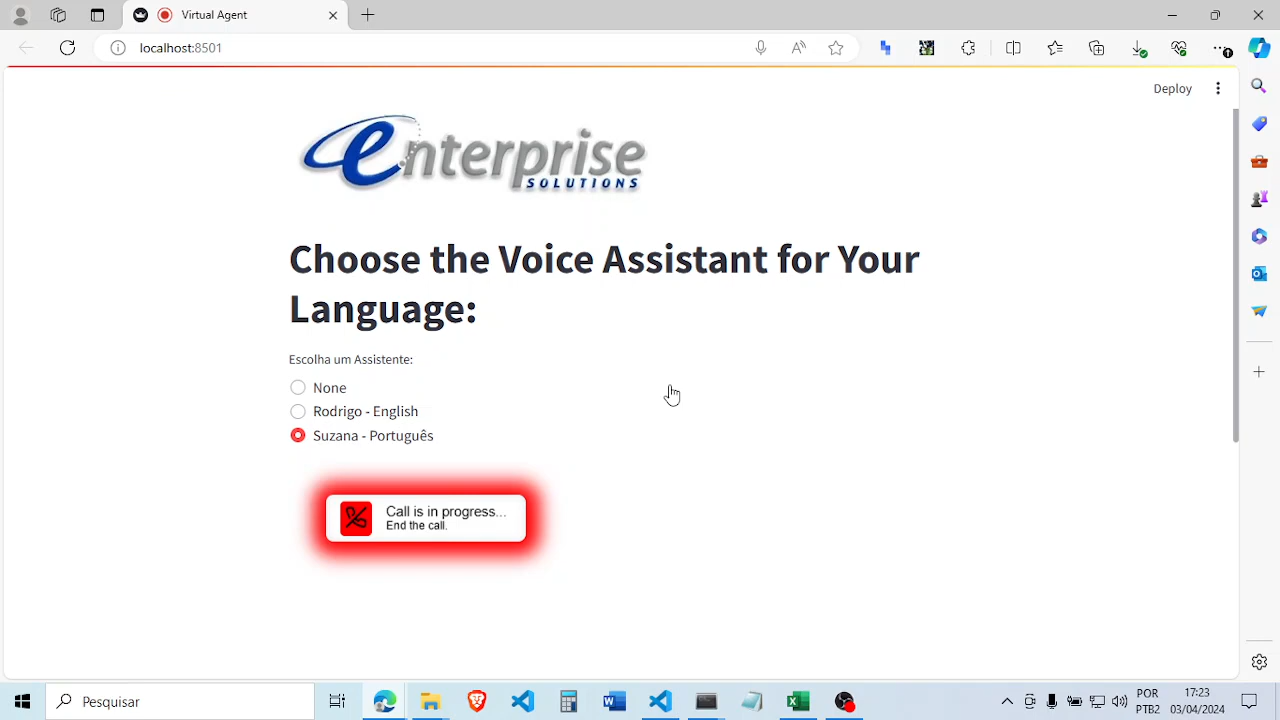 Virtual Agent
localhost:8501
Deploy
enterprise
SOLUTIONS
Choose the Voice Assistant for Your
Language:
Escolha um Assistente:
None
Rodrigo - English
Suzana - Português
Call is in progress...
End the call.
Pesquisar
POR
PTB2
17:23
03/04/2024